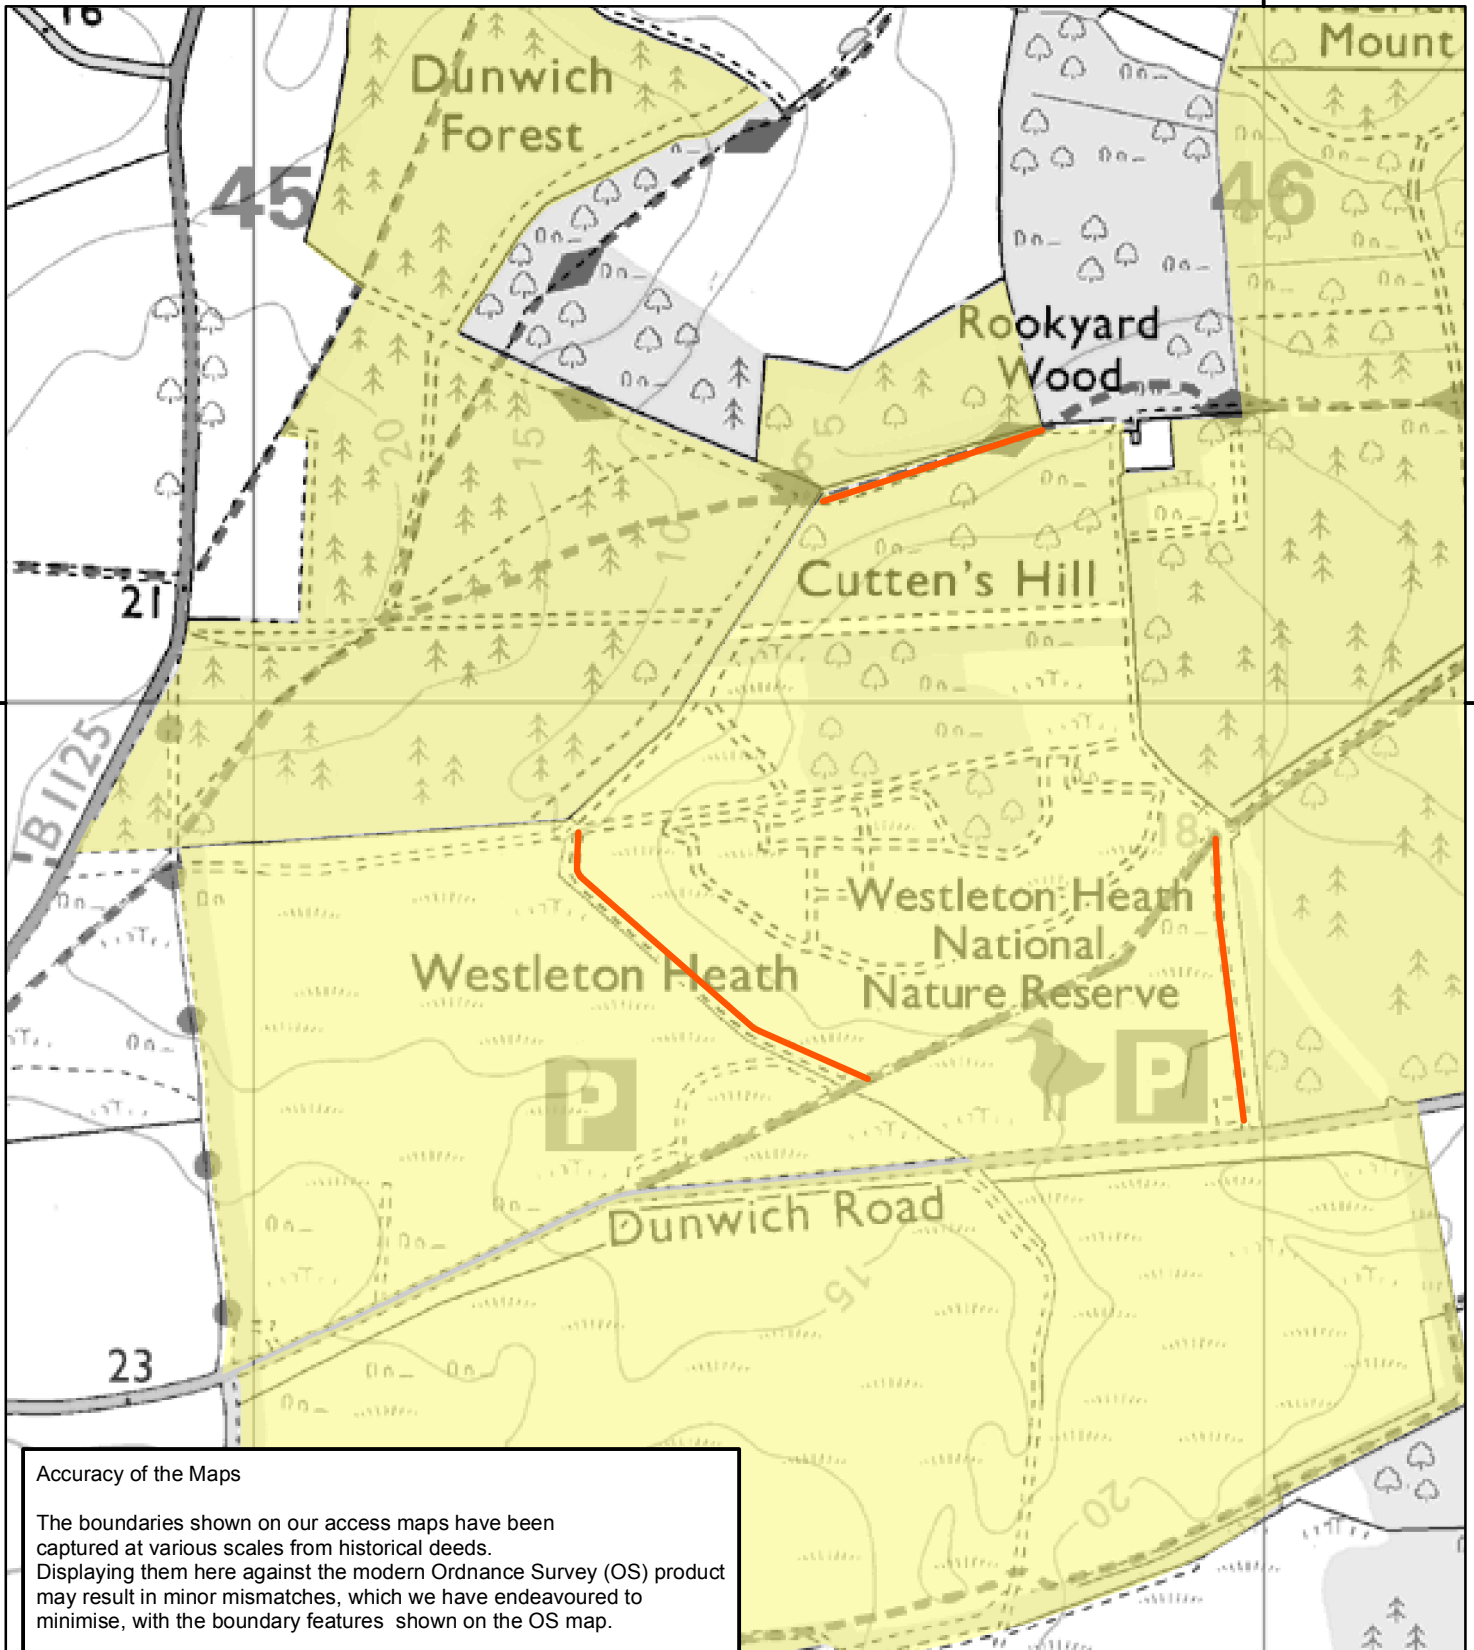 16
Mount
Dunwich
Forest
45
46
Rookyard
Wood
20
15
65
10
Cutten's Hill
21
B 1125
18
Westleton Heath
National
Nature Reserve
Westleton Heath
P
P
Dunwich Road
15
23
20
Accuracy of the Maps
The boundaries shown on our access maps have been
captured at various scales from historical deeds.
Displaying them here against the modern Ordnance Survey (OS) product
may result in minor mismatches, which we have endeavoured to
minimise, with the boundary features shown on the OS map.